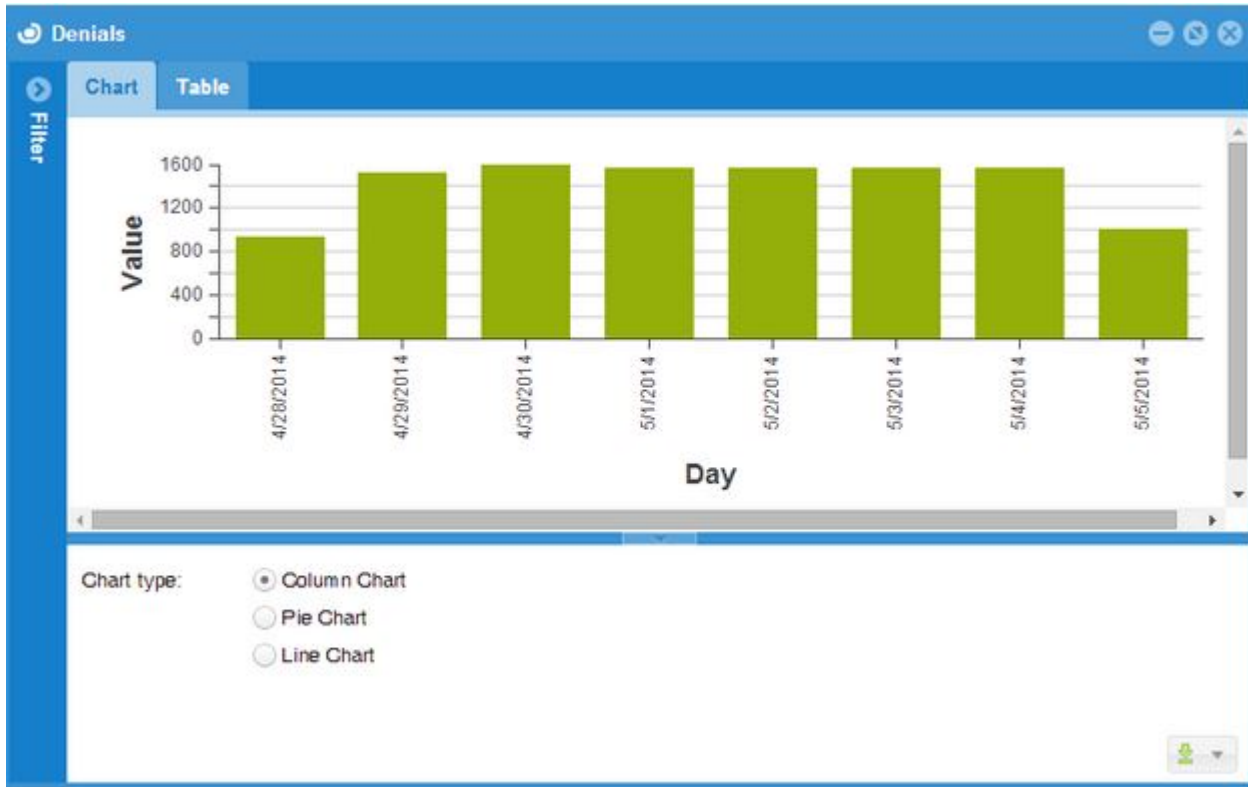 Denials
Filter
Chart Table
Value
1600
1200
800
400
0
4/28/2014 4/29/2014 4/30/2014 5/1/2014 5/2/2014 5/3/2014 5/4/2014 5/5/2014
Day
Chart type:
Column Chart
Pie Chart
Line Chart